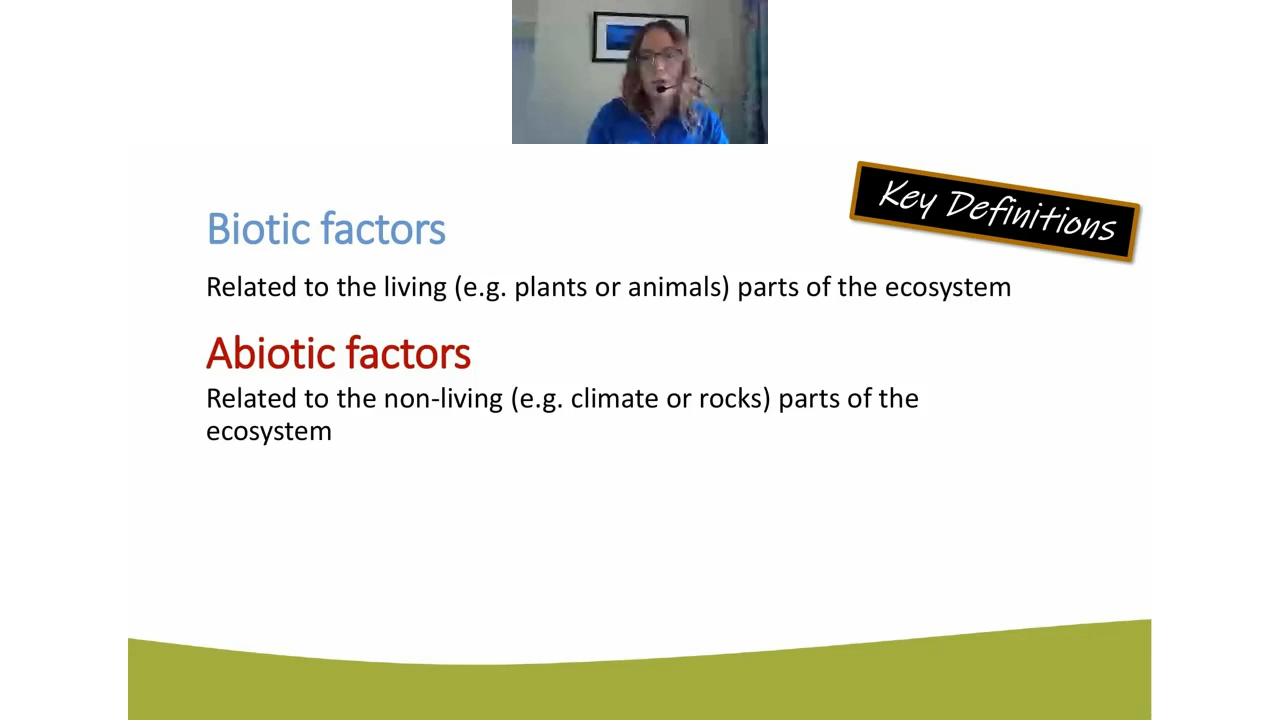 Key Definitions
Biotic factors
Related to the living (e.g. plants or animals) parts of the ecosystem
Abiotic factors
Related to the non-living (e.g. climate or rocks) parts of the
ecosystem